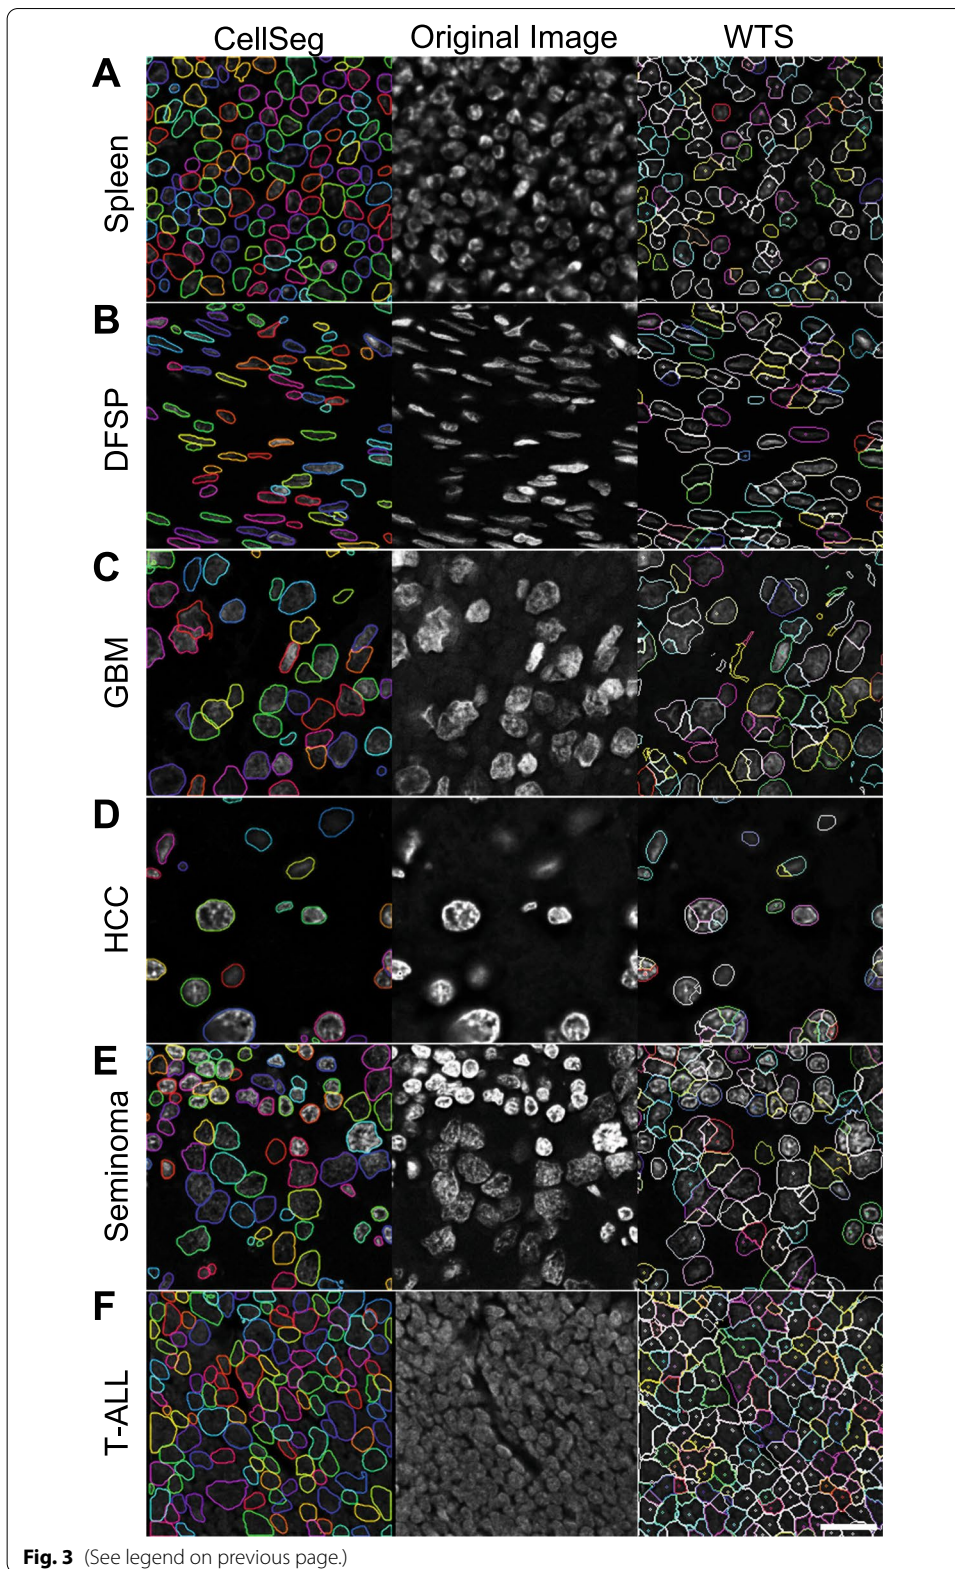 CellSeg Original Image WTS
A
Spleen
B
DFSP
C
GBM
D
HCC
E
Seminoma
F
T-ALL
Fig. 3 (See legend on previous page.)